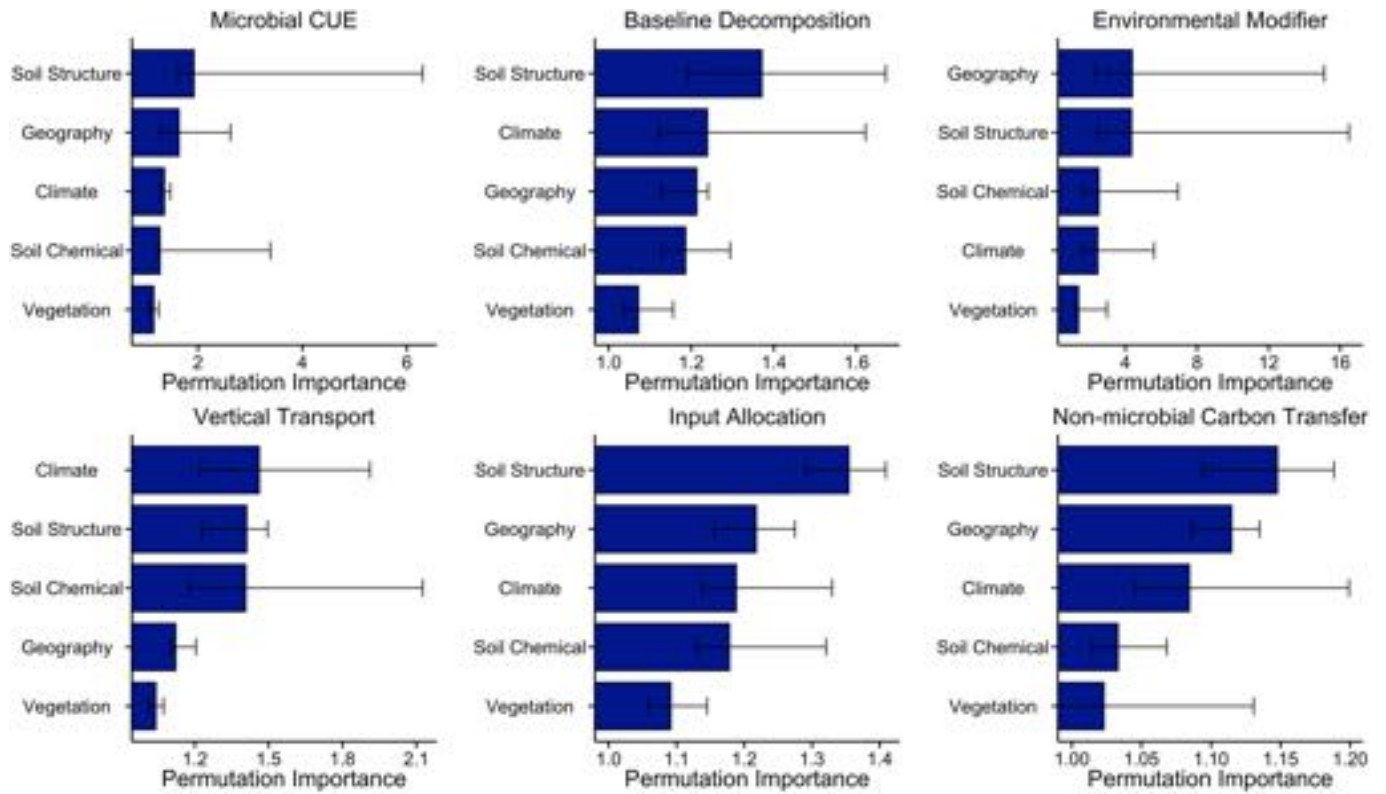 Microbial CUE
Soil Structure
Geography
Climate
Soil Chemical
Vegetation
2 4 6
Permutation Importance
Baseline Decomposition
Soil Structure
Climate
Geography
Soil Chemical
Vegetation
1.0 1.2 1.4 1.6
Permutation Importance
Environmental Modifier
Geography
Soil Structure
Soil Chemical
Climate
Vegetation
4 8 12 16
Permutation Importance
Vertical Transport
Climate
Soil Structure
Soil Chemical
Geography
Vegetation
1.2 1.5 1.8 2.1
Permutation Importance
Input Allocation
Soil Structure
Geography
Climate
Soil Chemical
Vegetation
1.0 1.1 1.2 1.3 1.4
Permutation Importance
Non-microbial Carbon Transfer
Soil Structure
Geography
Climate
Soil Chemical
Vegetation
1.00 1.05 1.10 1.15 1.20
Permutation Importance